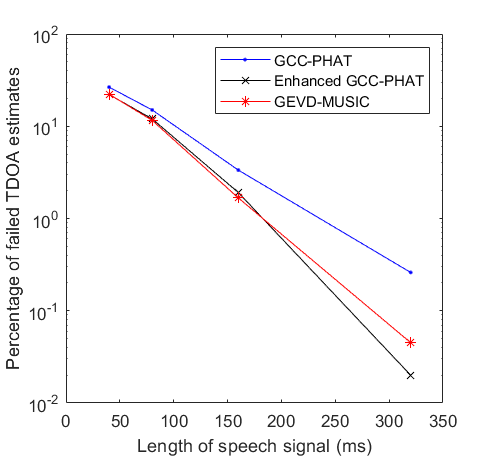 10^2
10^1
10^0
10^-1
10^-2
Percentage of failed TDOA estimates
GCC-PHAT
Enhanced GCC-PHAT
GEVD-MUSIC
0 50 100 150 200 250 300 350
Length of speech signal (ms)